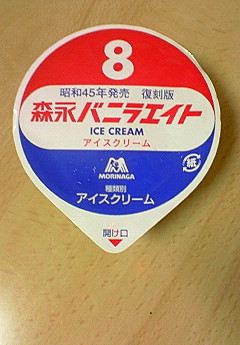 8
昭和45年発売 復刻版
森永バニラエイト
ICE CREAM
アイスクリーム
MORINAGA
紙
種類別
アイスクリーム
開け口